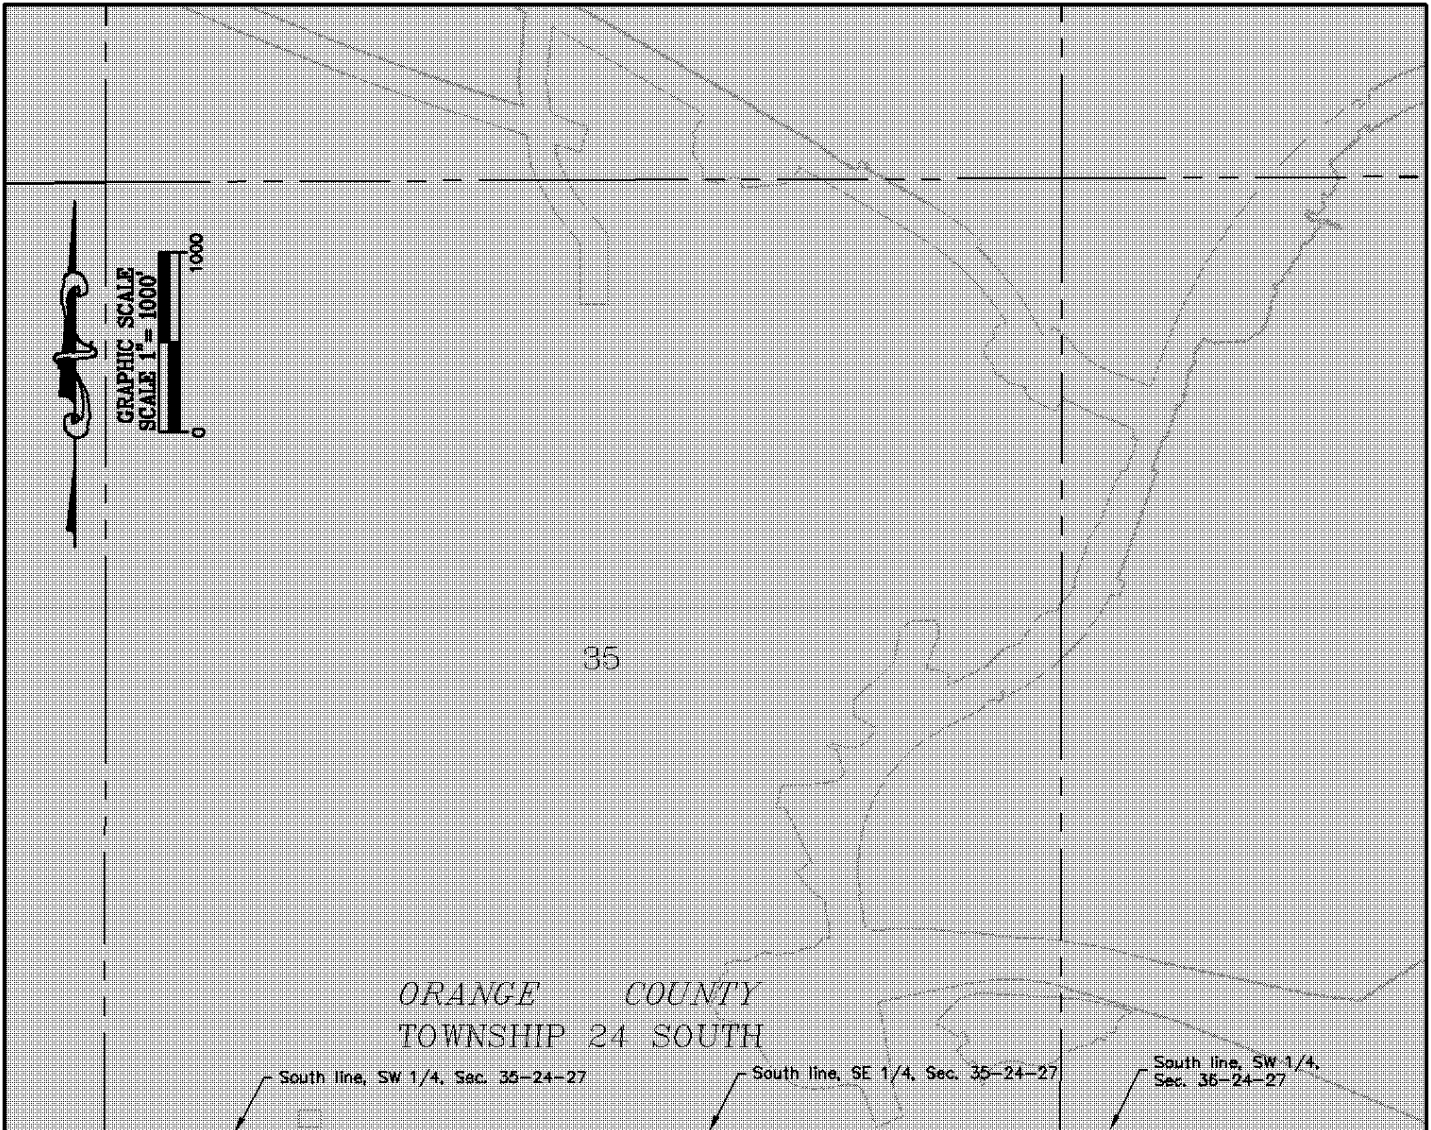 GRAPHIC SCALE
SCALE 1" = 1000'
0
1000
35
ORANGE COUNTY
TOWNSHIP 24 SOUTH
South line, SW 1/4, Sec. 35-24-27
South line, SE 1/4, Sec. 35-24-27
South line, SW 1/4,
Sec. 36-24-27